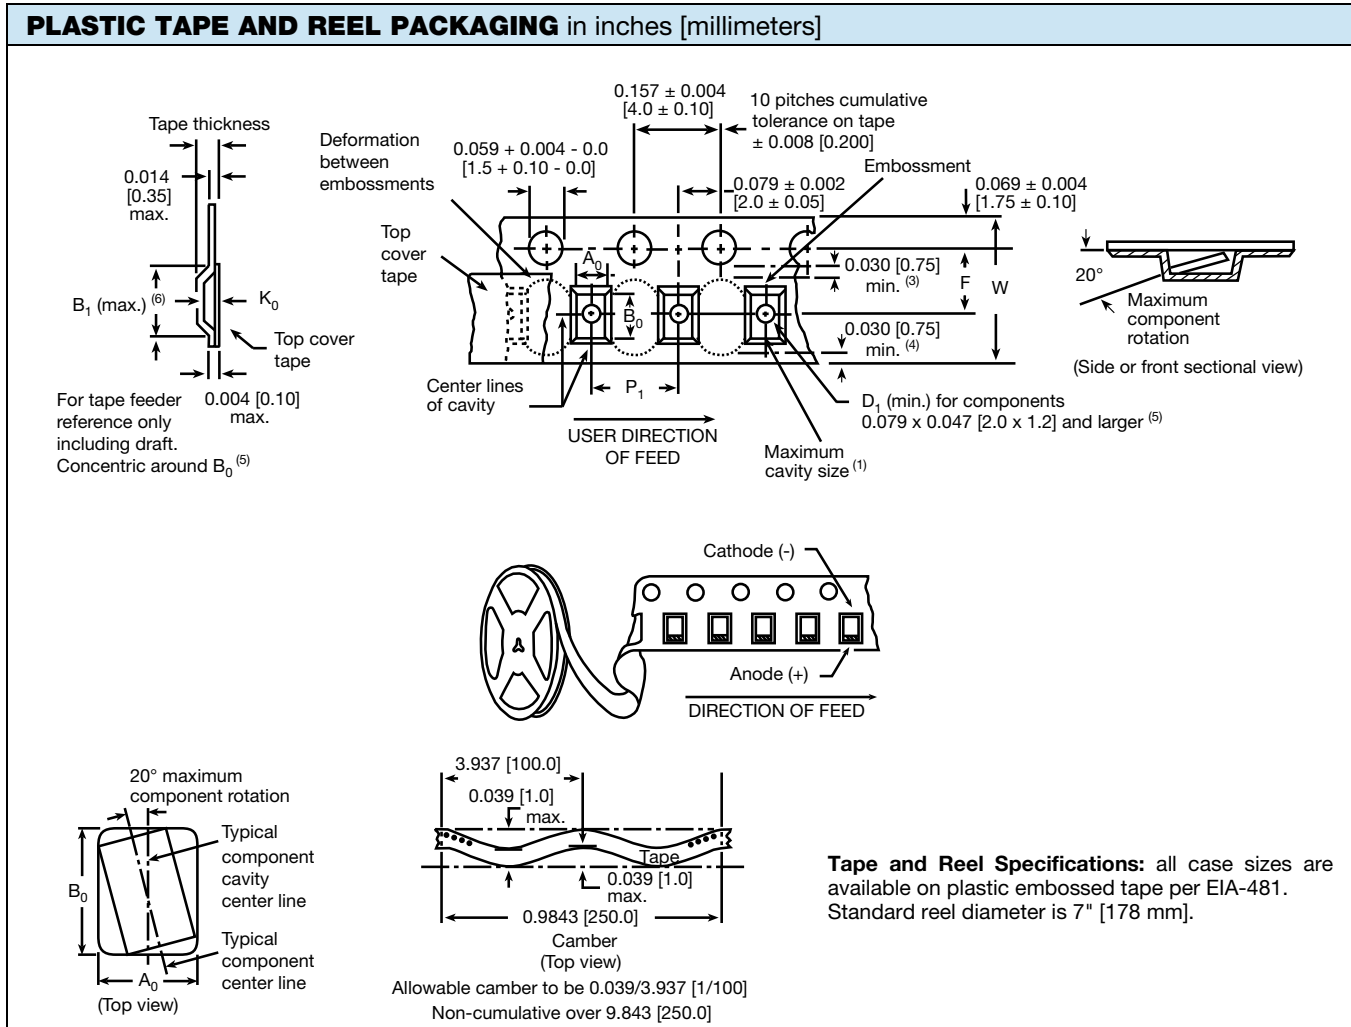 PLASTIC TAPE AND REEL PACKAGING in inches [millimeters]
Tape thickness
0.014
[0.35]
max.
B1 (max.) (6)
K0
Top cover
tape
0.004 [0.10]
max.
For tape feeder
reference only
including draft.
Concentric around B0 (5)
Deformation
between
embossments
Top
cover
tape
0.059 + 0.004 - 0.0
[1.5 + 0.10 - 0.0]
0.157 ± 0.004
[4.0 ± 0.10]
10 pitches cumulative
tolerance on tape
± 0.008 [0.200]
Embossment
0.079 ± 0.002
[2.0 ± 0.05]
0.069 ± 0.004
[1.75 ± 0.10]
A0
B0
0.030 [0.75]
min. (3)
F
W
0.030 [0.75]
min. (4)
Center lines
of cavity
P1
USER DIRECTION
OF FEED
D1 (min.) for components
0.079 x 0.047 [2.0 x 1.2] and larger (5)
Maximum
cavity size (1)
20°
Maximum
component
rotation
(Side or front sectional view)
Cathode (-)
Anode (+)
DIRECTION OF FEED
20° maximum
component rotation
Typical
component
cavity
center line
B0
Typical
component
center line
A0
(Top view)
3.937 [100.0]
0.039 [1.0]
max.
Tape
0.039 [1.0]
max.
0.9843 [250.0]
Camber
(Top view)
Allowable camber to be 0.039/3.937 [1/100]
Non-cumulative over 9.843 [250.0]
Tape and Reel Specifications: all case sizes are
available on plastic embossed tape per EIA-481.
Standard reel diameter is 7" [178 mm].